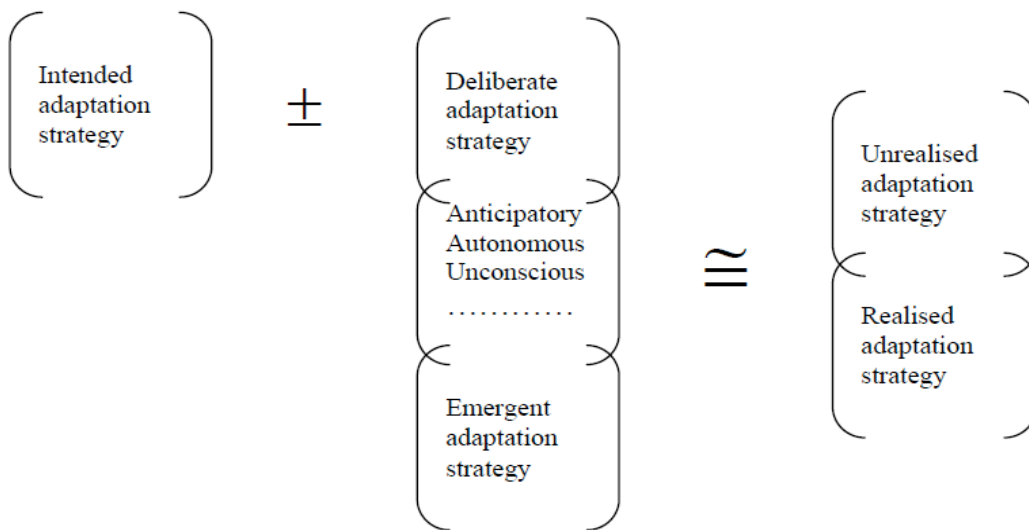 Intended
adaptation
strategy
±
Deliberate
adaptation
strategy
Anticipatory
Autonomous
Unconscious
…………
Emergent
adaptation
strategy
≅
Unrealised
adaptation
strategy
Realised
adaptation
strategy